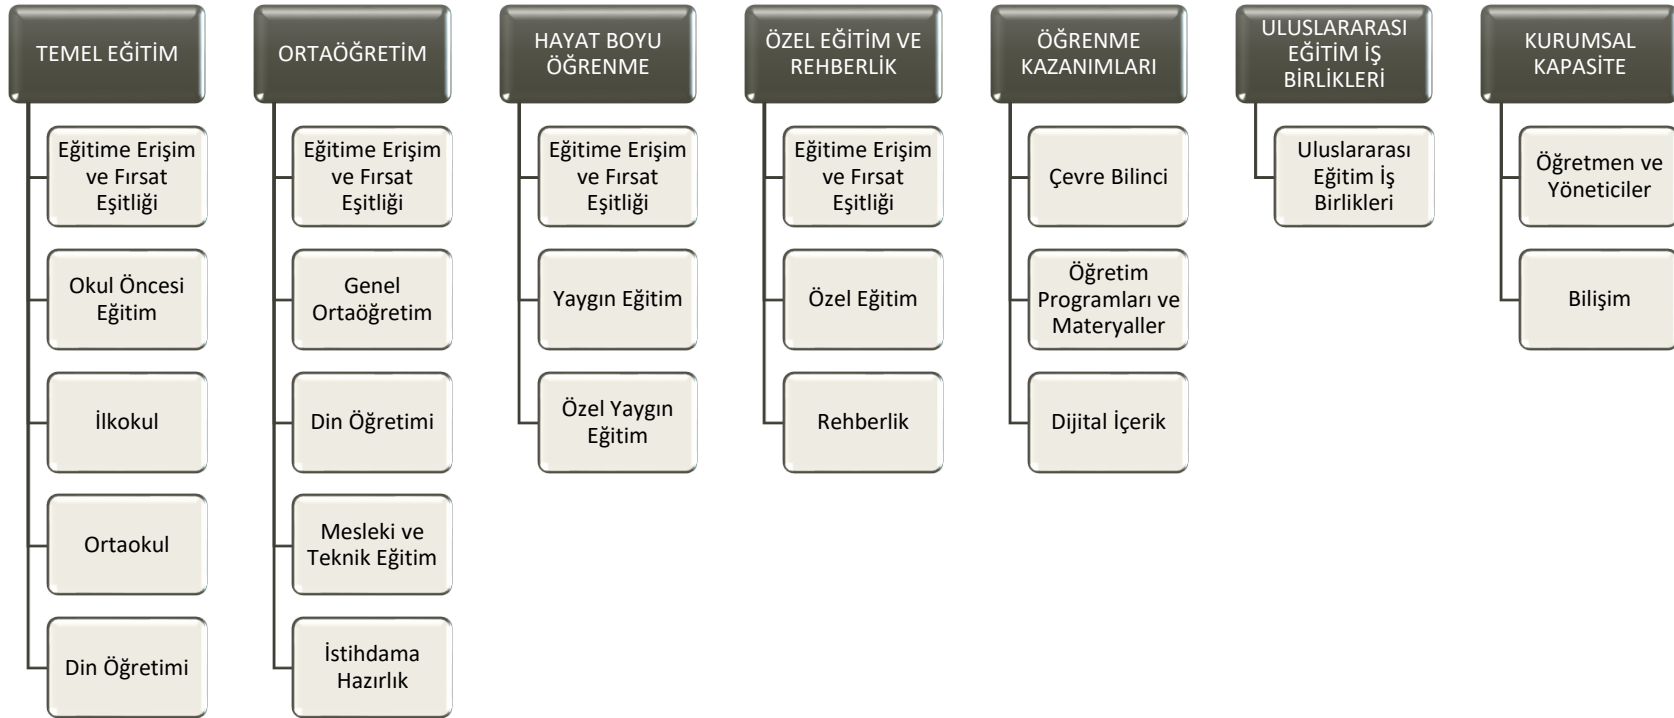 TEMEL EĞİTİM
Eğitime Erişim
ve Fırsat
Eşitliği
Okul Öncesi
Eğitim
İlkokul
Ortaokul
Din Öğretimi
ORTAÖĞRETİM
Eğitime Erişim
ve Fırsat
Eşitliği
Genel
Ortaöğretim
Din Öğretimi
Mesleki ve
Teknik Eğitim
İstihdama
Hazırlık
HAYAT BOYU
ÖĞRENME
Eğitime Erişim
ve Fırsat
Eşitliği
Yaygın Eğitim
Özel Yaygın
Eğitim
ÖZEL EĞİTİM VE
REHBERLİK
Eğitime Erişim
ve Fırsat
Eşitliği
Özel Eğitim
Rehberlik
ÖĞRENME
KAZANIMLARI
Çevre Bilinci
Öğretim
Programları ve
Materyaller
Dijital İçerik
ULUSLARARASI
EĞİTİM İŞ
BİRLİKLERİ
Uluslararası
Eğitim İş
Birlikleri
KURUMSAL
KAPASİTE
Öğretmen ve
Yöneticiler
Bilişim